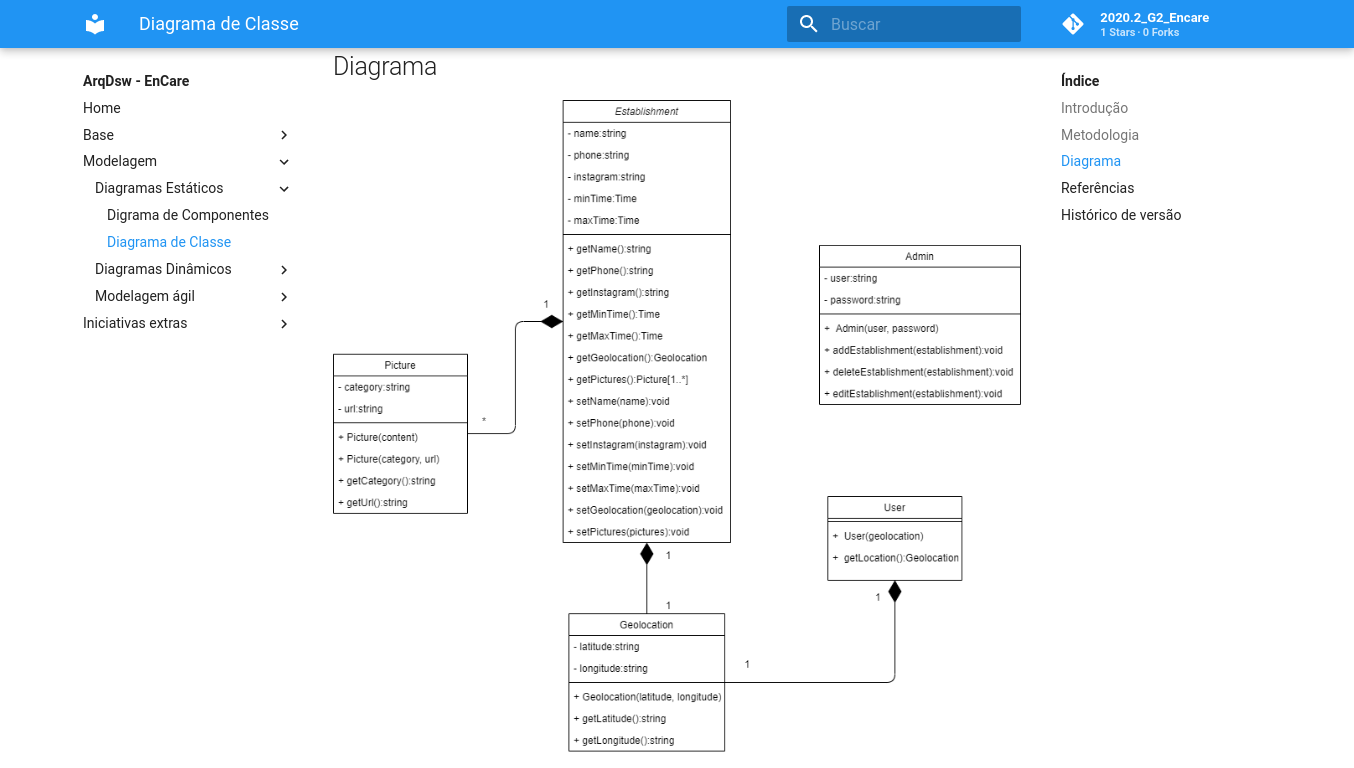 Diagrama de Classe
Buscar
2020.2_G2_Encare
1 Stars · 0 Forks
ArqDsw - EnCare
Home
Base
Modelagem
Diagramas Estáticos
Digrama de Componentes
Diagrama de Classe
Diagramas Dinâmicos
Modelagem ágil
Iniciativas extras
Diagrama
Establishment
- name:string
- phone:string
- instagram:string
- minTime:Time
- maxTime:Time
+ getName():string
+ getPhone():string
+ getInstagram():string
+ getMinTime():Time
+ getMaxTime():Time
+ getGeolocation():Geolocation
+ getPictures():Picture[1..*]
+ setName(name):void
+ setPhone(phone):void
+ setInstagram(instagram):void
+ setMinTime(minTime):void
+ setMaxTime(maxTime):void
+ setGeolocation(geolocation):void
+ setPictures(pictures):void
1
*
Picture
- category:string
- url:string
+ Picture(content)
+ Picture(category, url)
+ getCategory():string
+ getUrl():string
Admin
- user:string
- password:string
+ Admin(user, password)
+ addEstablishment(establishment):void
+ deleteEstablishment(establishment):void
+ editEstablishment(establishment):void
User
+ User(geolocation)
+ getLocation():Geolocation
1
1
1
1
Geolocation
- latitude:string
- longitude:string
+ Geolocation(latitude, longitude)
+ getLatitude():string
+ getLongitude():string
Índice
Introdução
Metodologia
Diagrama
Referências
Histórico de versão